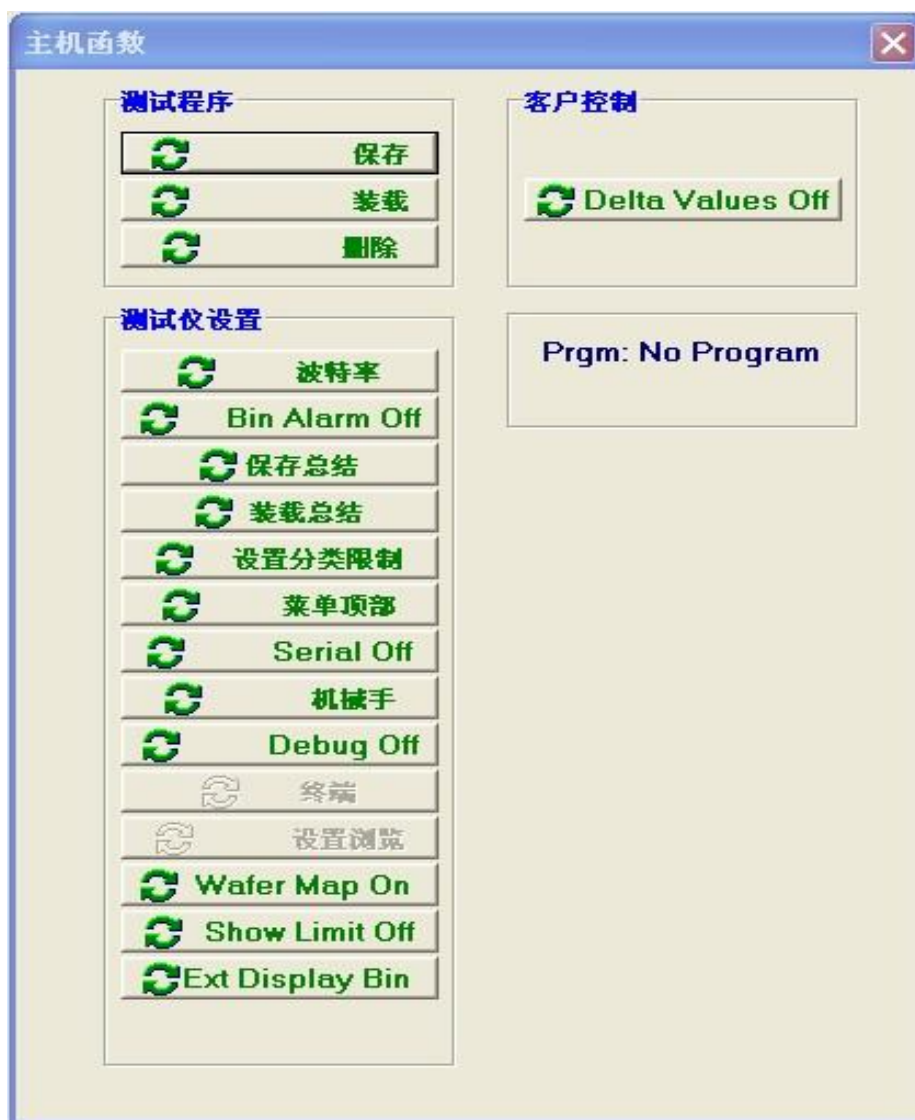 主机函数
测试程序
保存
装载
删除
客户控制
Delta Values Off
测试仪设置
波特率
Bin Alarm Off
保存总结
装载总结
设置分类限制
菜单顶部
Serial Off
机械手
Debug Off
终端
设置浏览
Wafer Map On
Show Limit Off
Ext Display Bin
Prgm: No Program